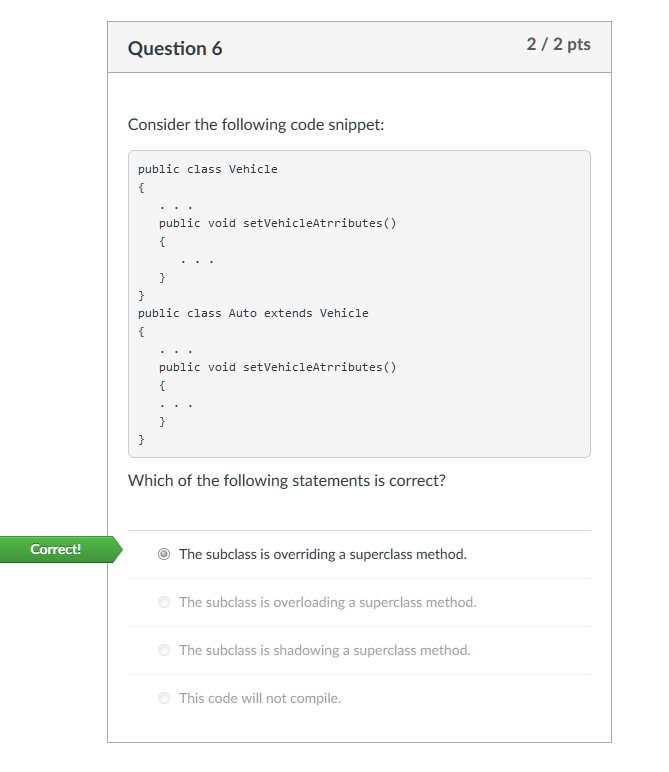 Question 6
2 / 2 pts
Consider the following code snippet:
public class Vehicle
{
. . .
public void setVehicleAtrributes()
{
. . .
}
}
public class Auto extends Vehicle
{
. . .
public void setVehicleAtrributes()
{
. . .
}
}
Which of the following statements is correct?
Correct!
The subclass is overriding a superclass method.
The subclass is overloading a superclass method.
The subclass is shadowing a superclass method.
This code will not compile.